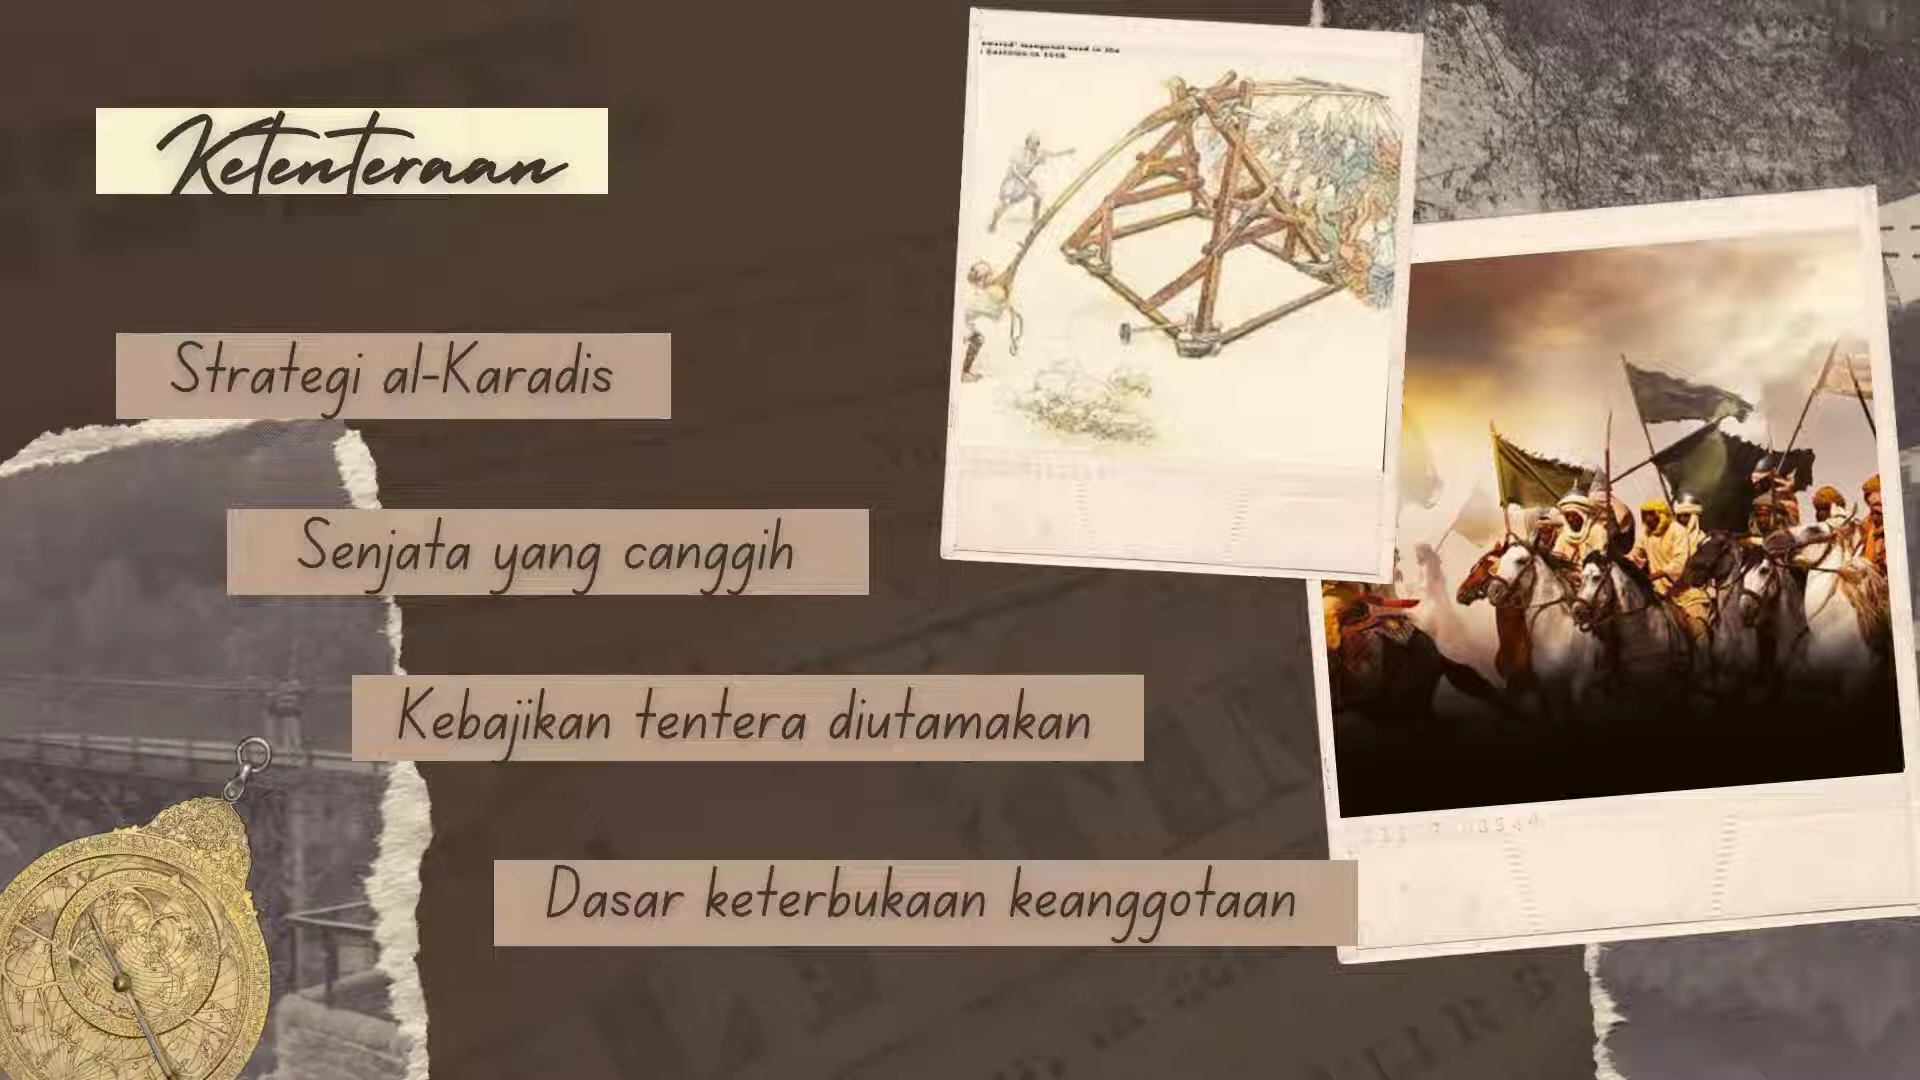 Ketenteraan
Strategi al-Karadis
Senjata yang canggih
Kebajikan tentera diutamakan
Dasar keterbukaan keanggotaan